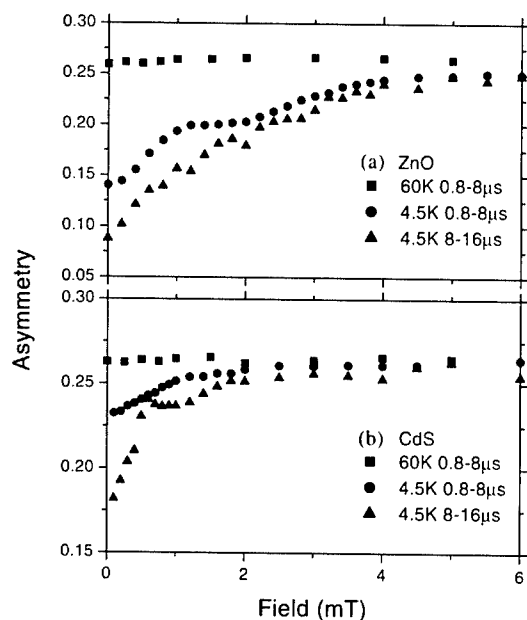 0.30
0.25
0.20
0.15
0.10
0.05
(a) ZnO
■ 60K 0.8-8μs
● 4.5K 0.8-8μs
▲ 4.5K 8-16μs
Asymmetry
0.30
0.25
0.20
0.15
(b) CdS
■ 60K 0.8-8μs
● 4.5K 0.8-8μs
▲ 4.5K 8-16μs
0 2 4 6
Field (mT)